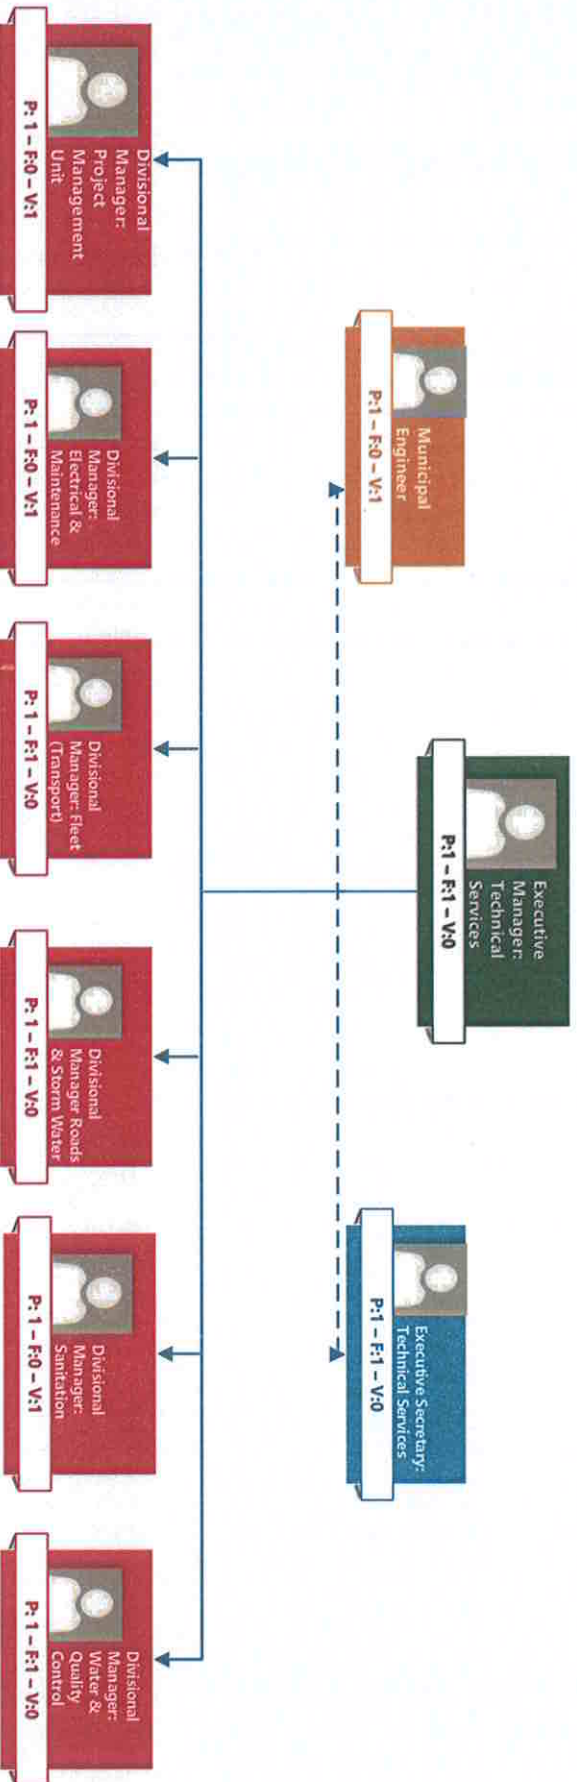 Executive
Manager:
Technical
Services
P:1 – F:1 – V:0
Municipal
Engineer
P:1 – F:0 – V:1
Executive Secretary:
Technical Services
P:1 – F:1 – V:0
Divisional
Manager:
Project
Management
Unit
P: 1 – F:0 – V:1
Divisional
Manager:
Electrical &
Maintenance
P: 1 – F:0 – V:1
Divisional
Manager: Fleet
(Transport)
P: 1 – F:1 – V:0
Divisional
Manager Roads
& Storm Water
P: 1 – F:1 – V:0
Divisional
Manager:
Sanitation
P: 1 – F:0 – V:1
Divisional
Manager:
Water &
Quality
Control
P: 1 – F:1 – V:0